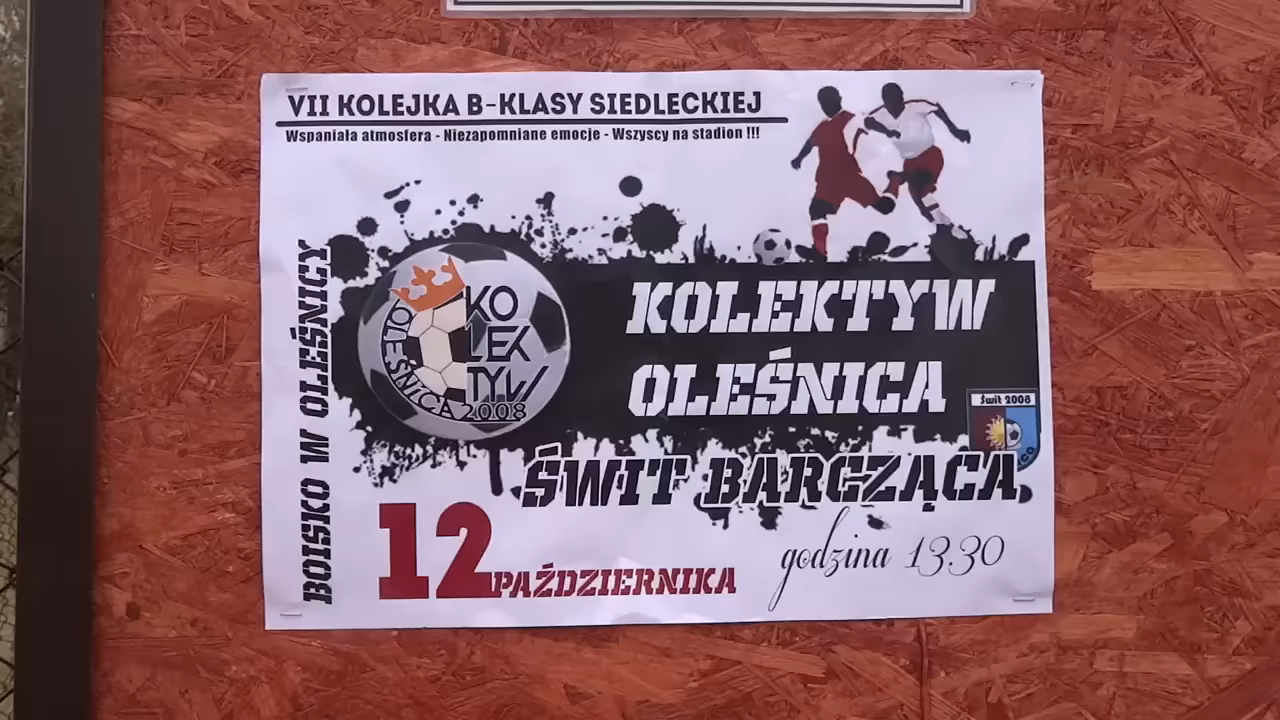 VII KOLEJKA B-KLASY SIEDLECKIEJ
Wspaniała atmosfera - Niezapomniane emocje - Wszyscy na stadion !!!
BOISKO W OLEŚNICY
KO
LEK
TYW
OLEŚNICA 2008
KOLEKTYW
OLEŚNICA
Świt 2008
ŚWIT BARCZĄCA
12 PAŹDZIERNIKA
godzina 13.30